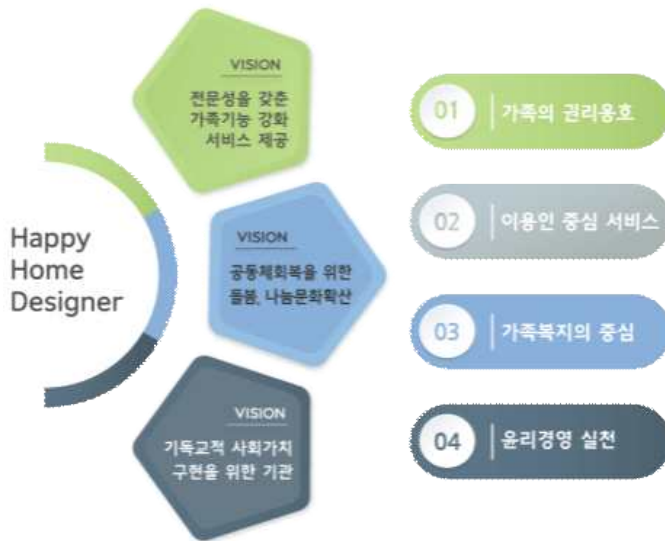 Happy
Home
Designer
VISION
전문성을 갖춘
가족기능 강화
서비스 제공
VISION
공동체회복을 위한
돌봄, 나눔문화확산
VISION
기독교적 사회가치
구현을 위한 기관
01 가족의 권리옹호
02 이용인 중심 서비스
03 가족복지의 중심
04 윤리경영 실천